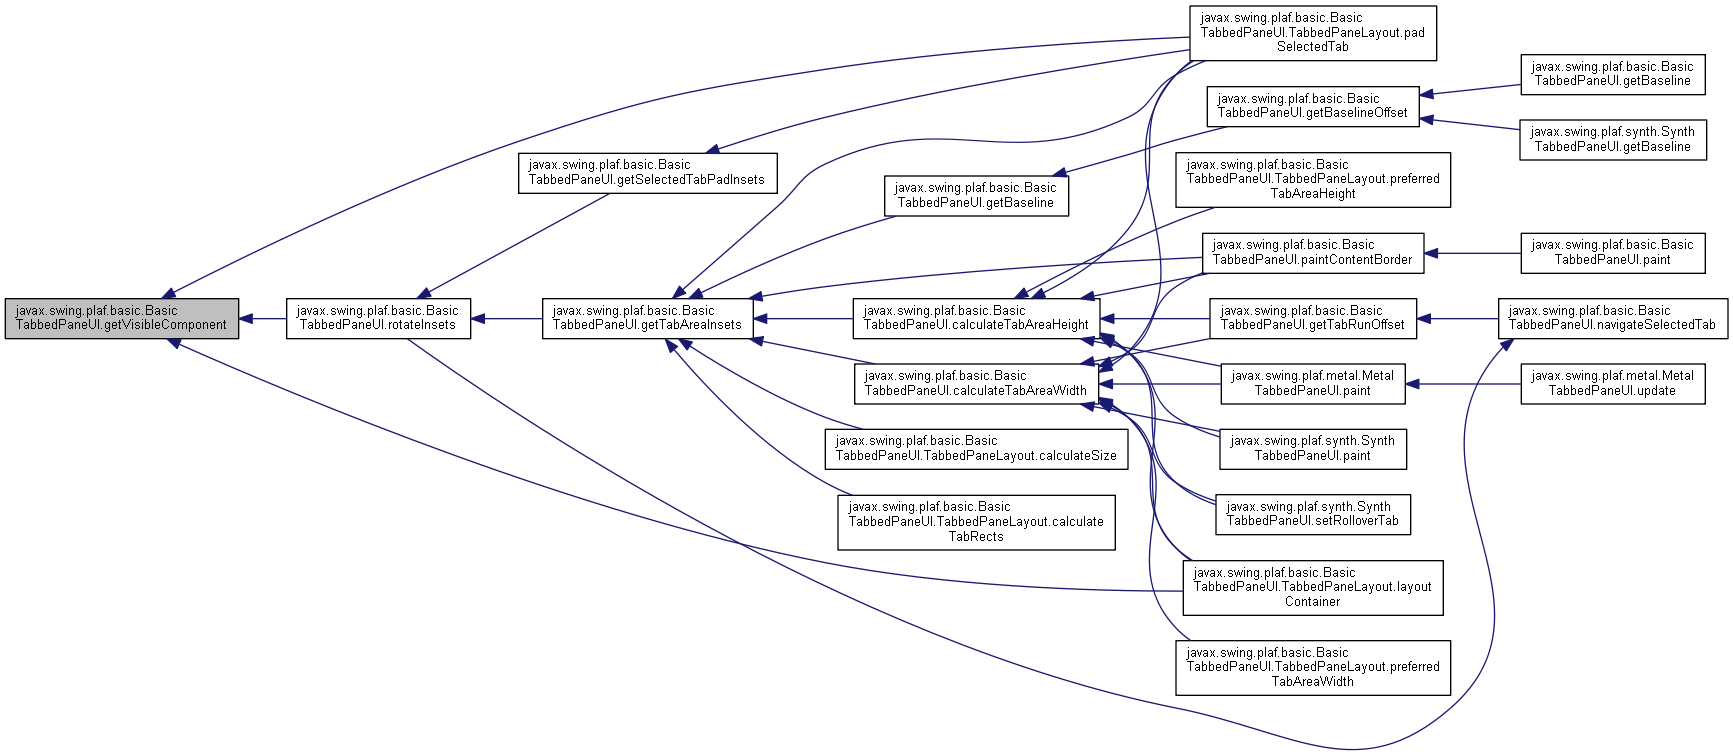 javax.swing.plaf.basic.Basic
TabbedPaneUI.getVisibleComponent
javax.swing.plaf.basic.Basic
TabbedPaneUI.rotateInsets
javax.swing.plaf.basic.Basic
TabbedPaneUI.getSelectedTabPadInsets
javax.swing.plaf.basic.Basic
TabbedPaneUI.getTabAreaInsets
javax.swing.plaf.basic.Basic
TabbedPaneUI.getBaseline
javax.swing.plaf.basic.Basic
TabbedPaneUI.calculateTabAreaHeight
javax.swing.plaf.basic.Basic
TabbedPaneUI.calculateTabAreaWidth
javax.swing.plaf.basic.Basic
TabbedPaneUI.TabbedPaneLayout.calculateSize
javax.swing.plaf.basic.Basic
TabbedPaneUI.TabbedPaneLayout.calculate
TabRects
javax.swing.plaf.basic.Basic
TabbedPaneUI.TabbedPaneLayout.pad
SelectedTab
javax.swing.plaf.basic.Basic
TabbedPaneUI.getBaselineOffset
javax.swing.plaf.basic.Basic
TabbedPaneUI.TabbedPaneLayout.preferred
TabAreaHeight
javax.swing.plaf.basic.Basic
TabbedPaneUI.paintContentBorder
javax.swing.plaf.basic.Basic
TabbedPaneUI.getTabRunOffset
javax.swing.plaf.metal.Metal
TabbedPaneUI.paint
javax.swing.plaf.synth.Synth
TabbedPaneUI.paint
javax.swing.plaf.synth.Synth
TabbedPaneUI.setRolloverTab
javax.swing.plaf.basic.Basic
TabbedPaneUI.TabbedPaneLayout.layout
Container
javax.swing.plaf.basic.Basic
TabbedPaneUI.TabbedPaneLayout.preferred
TabAreaWidth
javax.swing.plaf.basic.Basic
TabbedPaneUI.getBaseline
javax.swing.plaf.synth.Synth
TabbedPaneUI.getBaseline
javax.swing.plaf.basic.Basic
TabbedPaneUI.paint
javax.swing.plaf.basic.Basic
TabbedPaneUI.navigateSelectedTab
javax.swing.plaf.metal.Metal
TabbedPaneUI.update